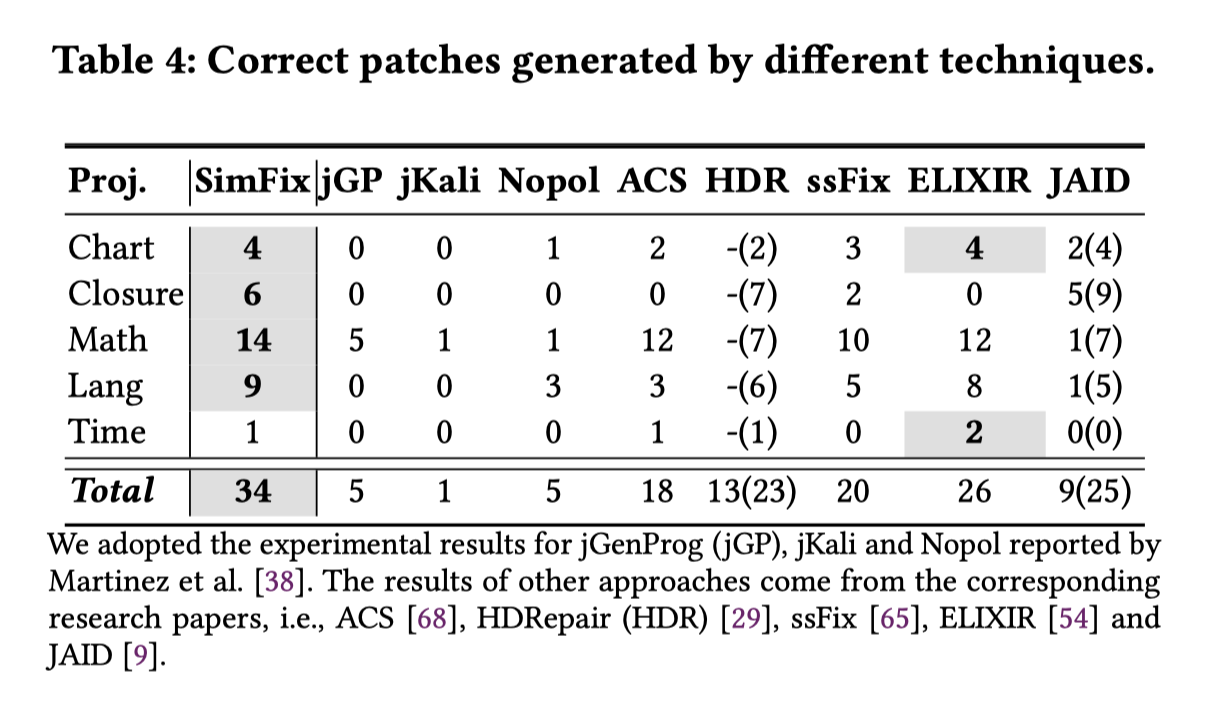 Table 4: Correct patches generated by different techniques.
Proj. SimFix jGP jKali Nopol ACS HDR ssFix ELIXIR JAID
Chart 4 0 0 1 2 -(2) 3 4 2(4)
Closure 6 0 0 0 0 -(7) 2 0 5(9)
Math 14 5 1 1 12 -(7) 10 12 1(7)
Lang 9 0 0 3 3 -(6) 5 8 1(5)
Time 1 0 0 0 1 -(1) 0 2 0(0)
Total 34 5 1 5 18 13(23) 20 26 9(25)
We adopted the experimental results for jGenProg (jGP), jKali and Nopol reported by
Martinez et al. [38]. The results of other approaches come from the corresponding
research papers, i.e., ACS [68], HDRepair (HDR) [29], ssFix [65], ELIXIR [54] and
JAID [9].